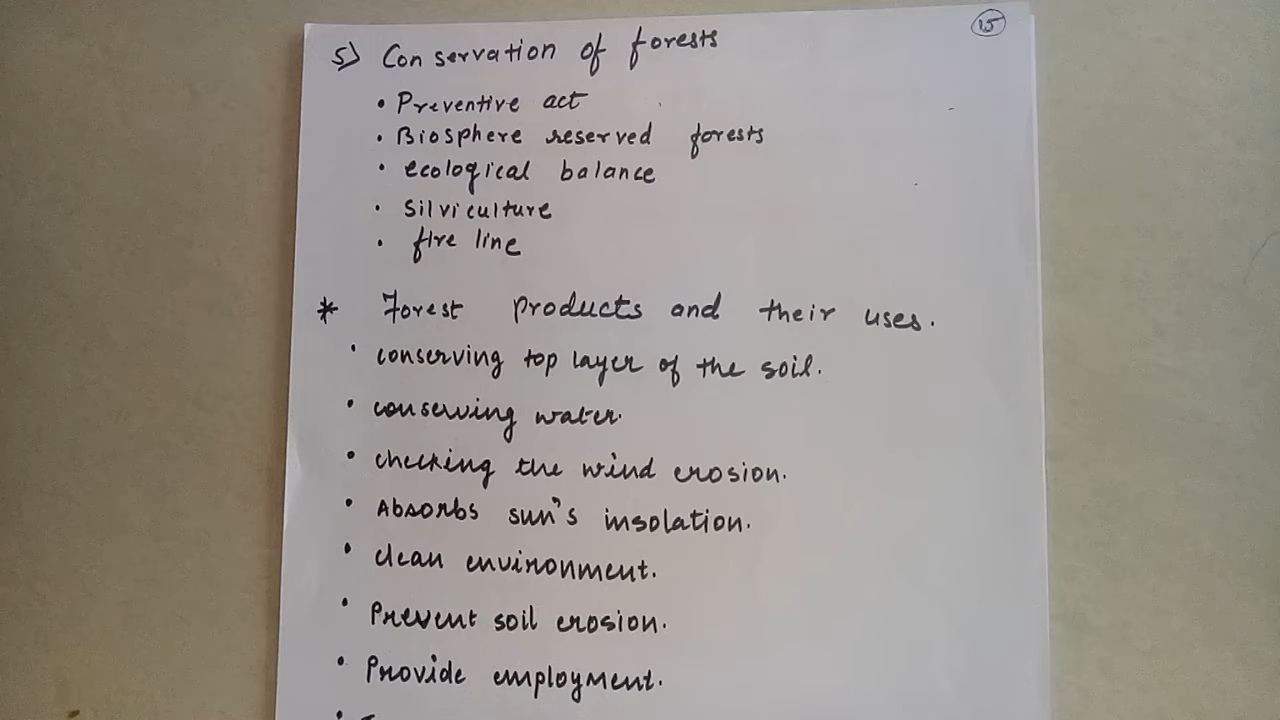 15
5) Conservation of forests
• Preventive act
• Biosphere reserved forests
• ecological balance
• Silviculture
• fire line
* Forest products and their uses.
• conserving top layer of the soil.
• conserving water.
• checking the wind erosion.
• Absorbs sun"s insolation.
• clean environment.
• Prevent soil erosion.
• Provide employment.